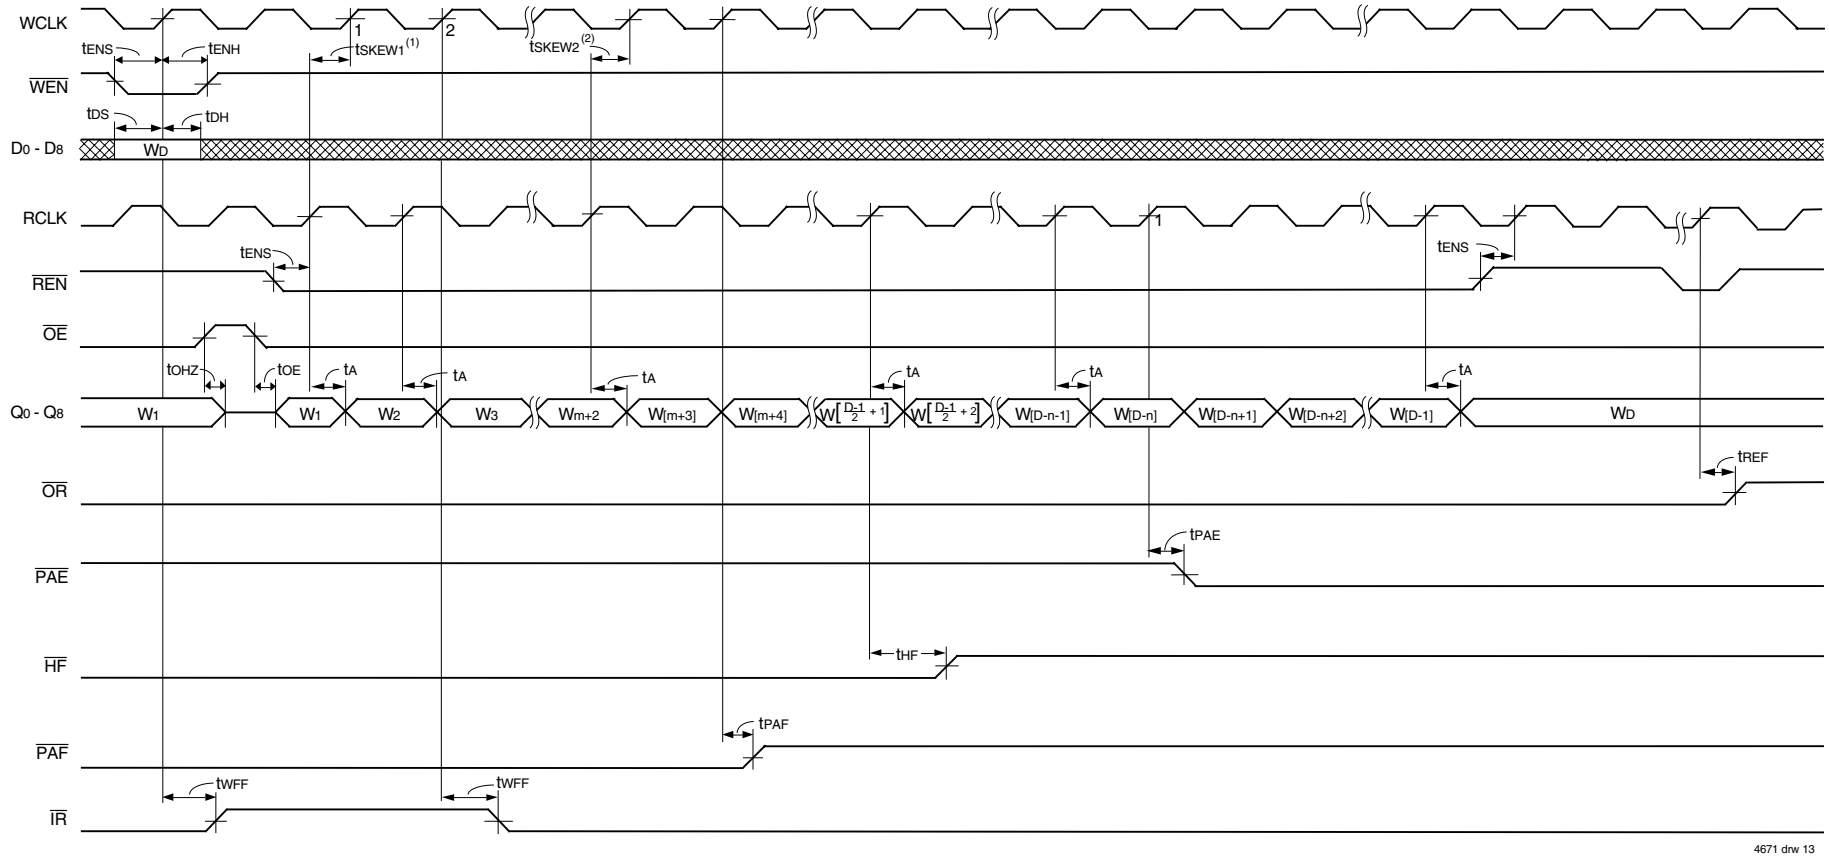 WCLK
1 2
tENS tENH tSKEW1(1) tSKEW2(2)
WEN
tDS tDH
D0 - D8 WD
RCLK
1
tENS tENS
REN
OE
tOHZ tOE tA tA tA tA tA tA
Q0 - Q8 W1 W1 W2 W3 Wm+2 W[m+3] W[m+4] W[D-1/2 + 1] W[D-1/2 + 2] W[D-n-1] W[D-n] W[D-n+1] W[D-n+2] W[D-1] WD
tREF
OR
tPAE
PAE
tHF
HF
tPAF
PAF
tWFF tWFF
IR
4671 drw 13